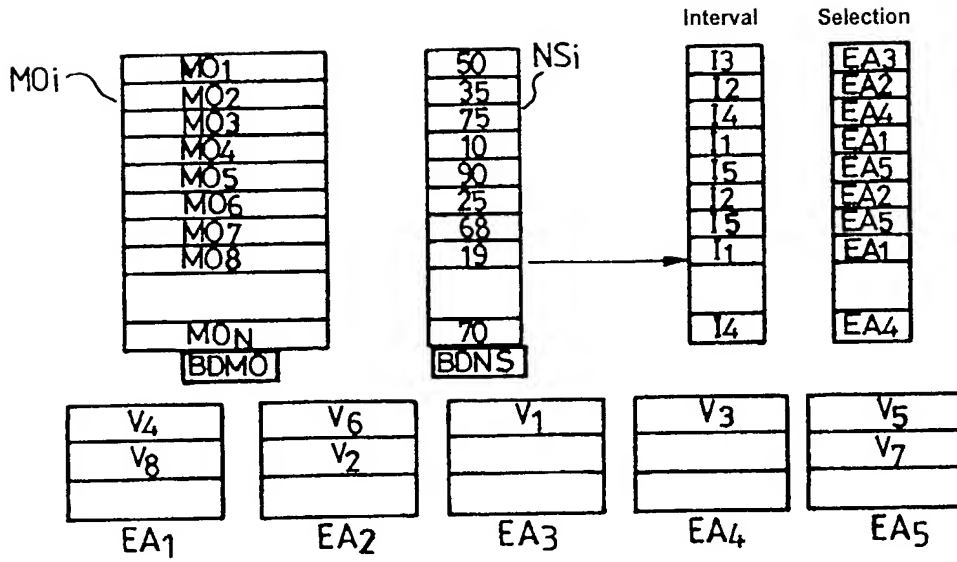 Interval Selection
MOi NSi
MO1 50 I3 EA3
MO2 35 I2 EA2
MO3 75 I4 EA4
MO4 10 I1 EA1
MO5 90 I5 EA5
MO6 25 I2 EA2
MO7 68 I5 EA5
MO8 19 I1 EA1
MON 70 I4 EA4
BDMO BDNS
V4 V6 V1 V3 V5
V8 V2 V7
EA1 EA2 EA3 EA4 EA5